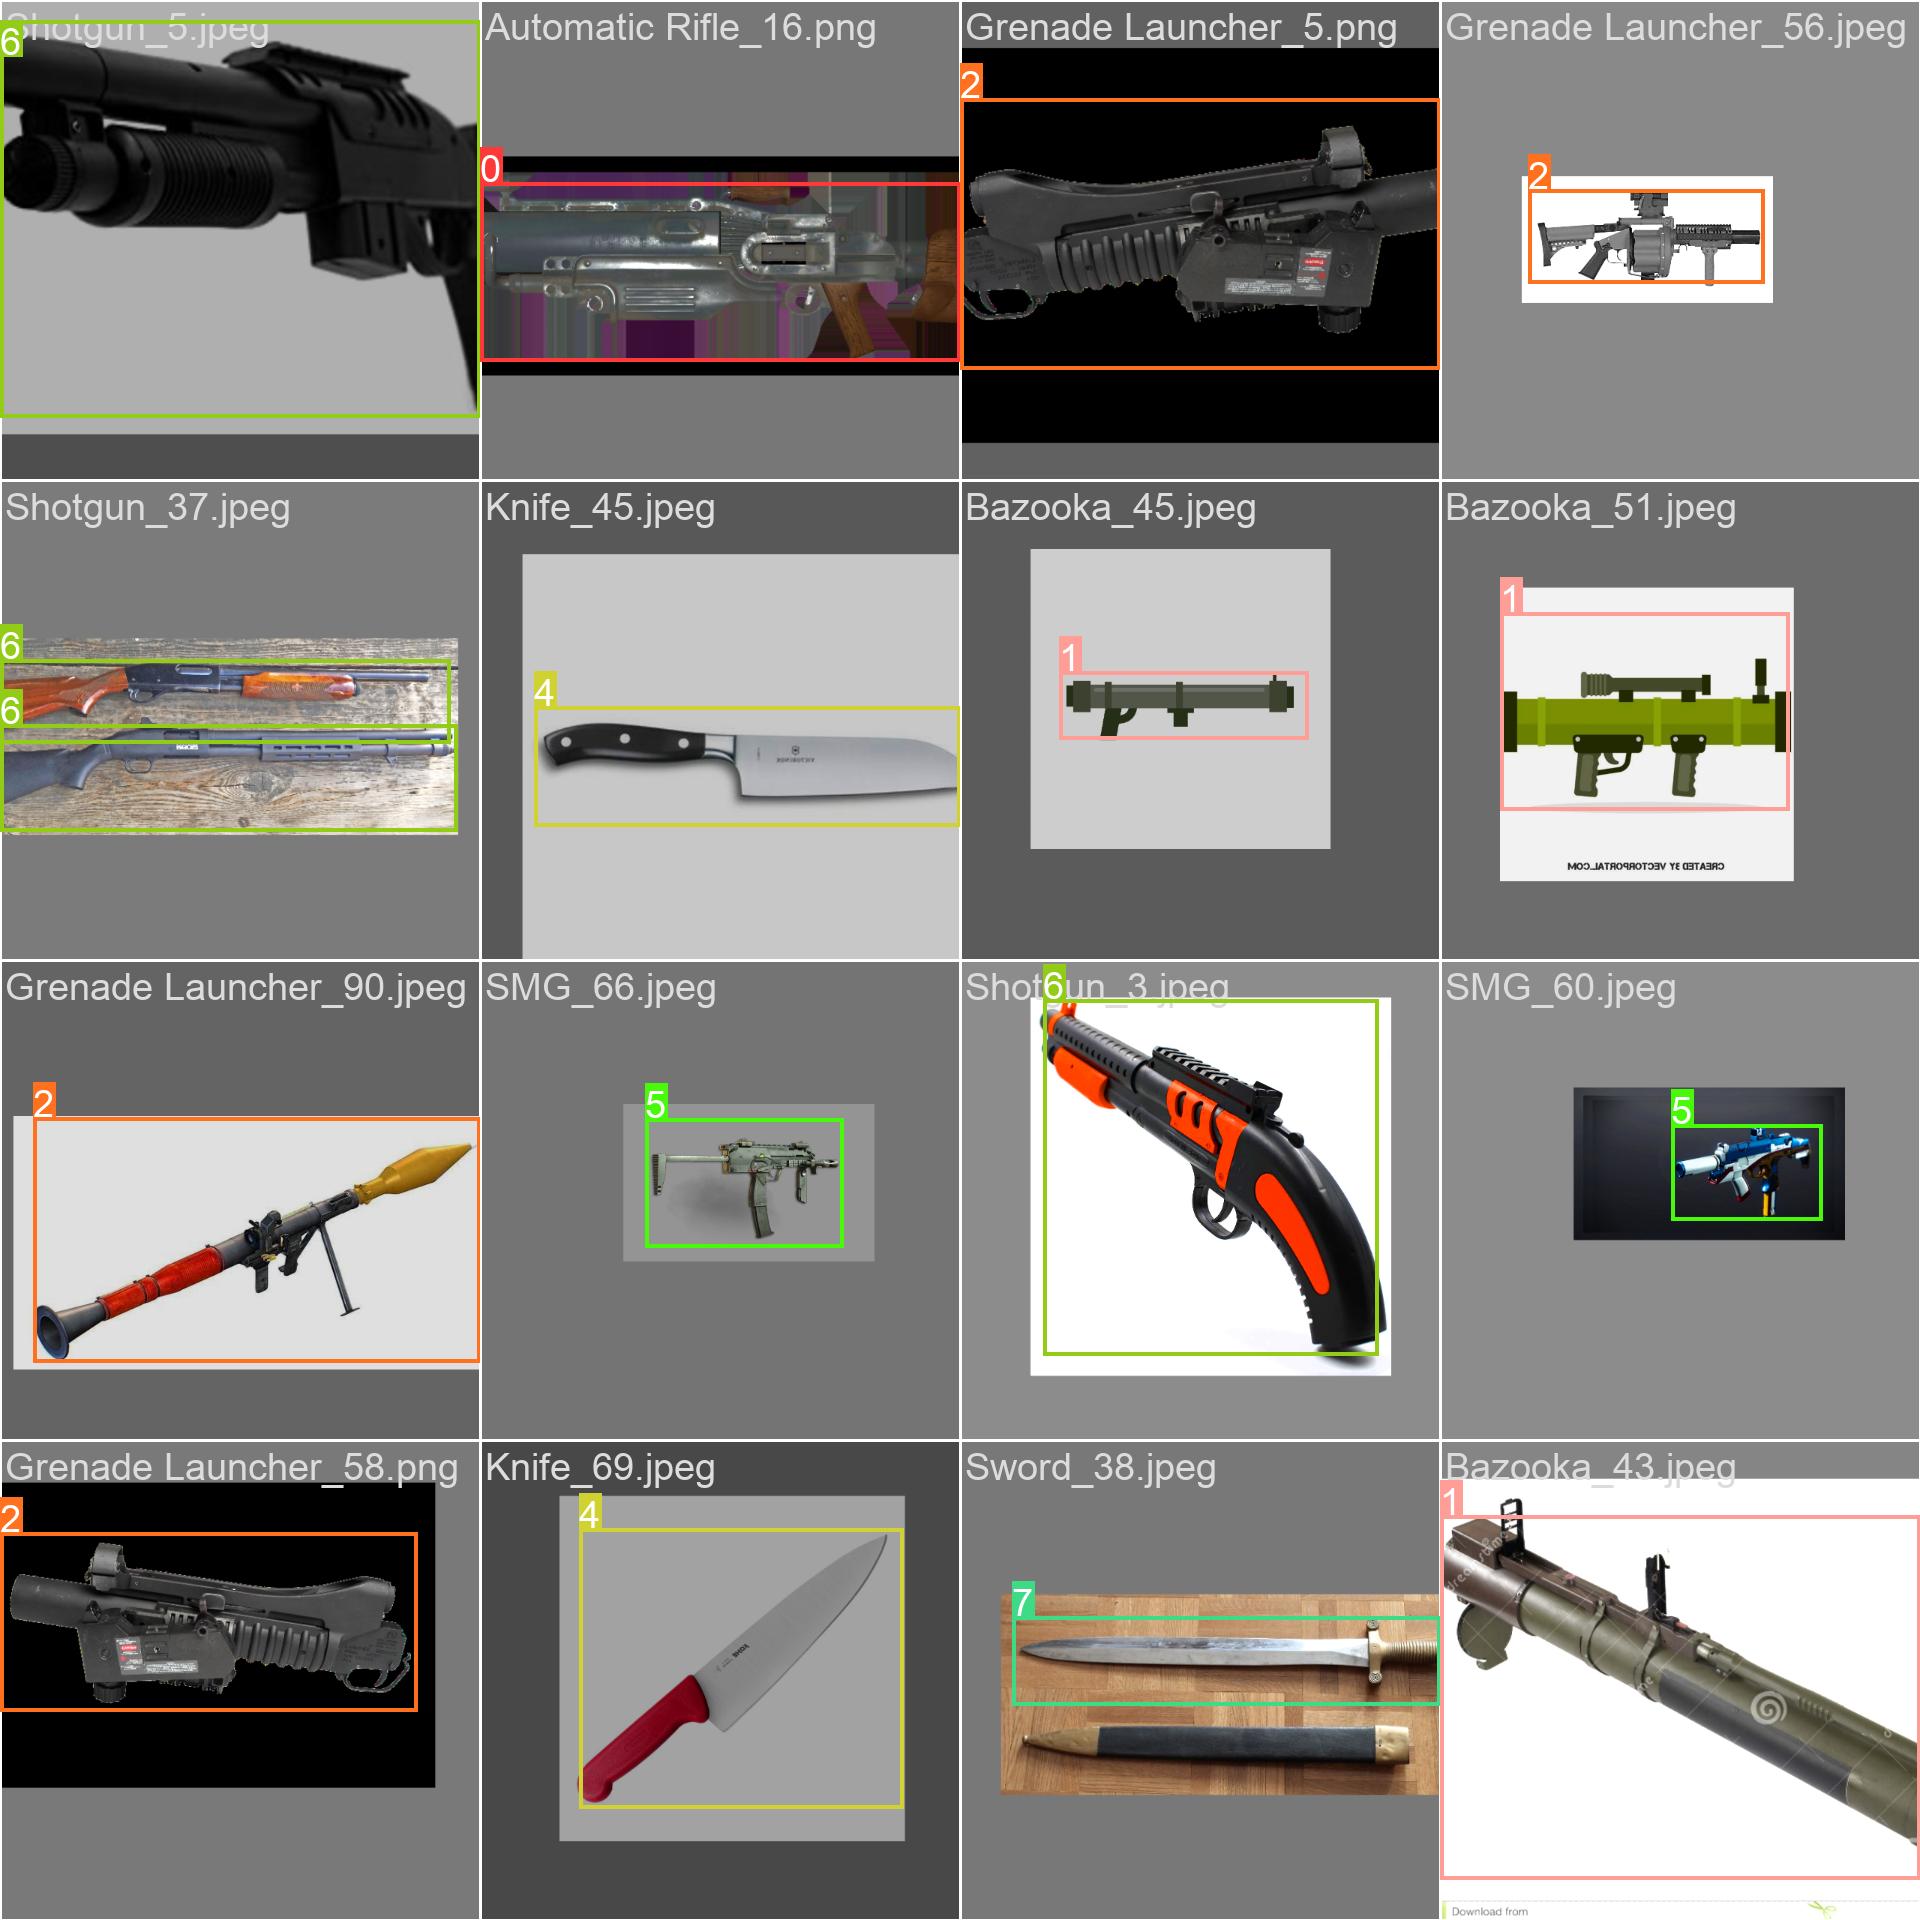 Shotgun_5.jpeg
6
Automatic Rifle_16.png
0
Grenade Launcher_5.png
2
Grenade Launcher_56.jpeg
2
Shotgun_37.jpeg
6
6
Knife_45.jpeg
4
VICTORINOX
Bazooka_45.jpeg
1
Bazooka_51.jpeg
1
CREATED BY VECTORPORTAL.COM
Grenade Launcher_90.jpeg
2
SMG_66.jpeg
5
Shotgun_3.jpeg
6
SMG_60.jpeg
5
Grenade Launcher_58.png
2
Knife_69.jpeg
4
Sword_38.jpeg
7
Bazooka_43.jpeg
1
Download from